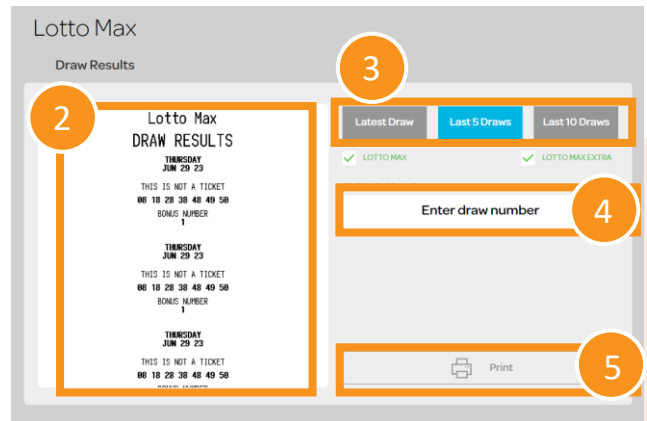 Lotto Max
Draw Results
3
2
Lotto Max
DRAW RESULTS
THURSDAY
JUN 29 23
THIS IS NOT A TICKET
08 18 28 38 48 49 50
BONUS NUMBER
1
THURSDAY
JUN 29 23
THIS IS NOT A TICKET
08 18 28 38 48 49 50
BONUS NUMBER
1
THURSDAY
JUN 29 23
THIS IS NOT A TICKET
08 18 28 38 48 49 50
BONUS NUMBER
Latest Draw Last 5 Draws Last 10 Draws
LOTTO MAX LOTTO MAX EXTRA
Enter draw number
4
Print
5